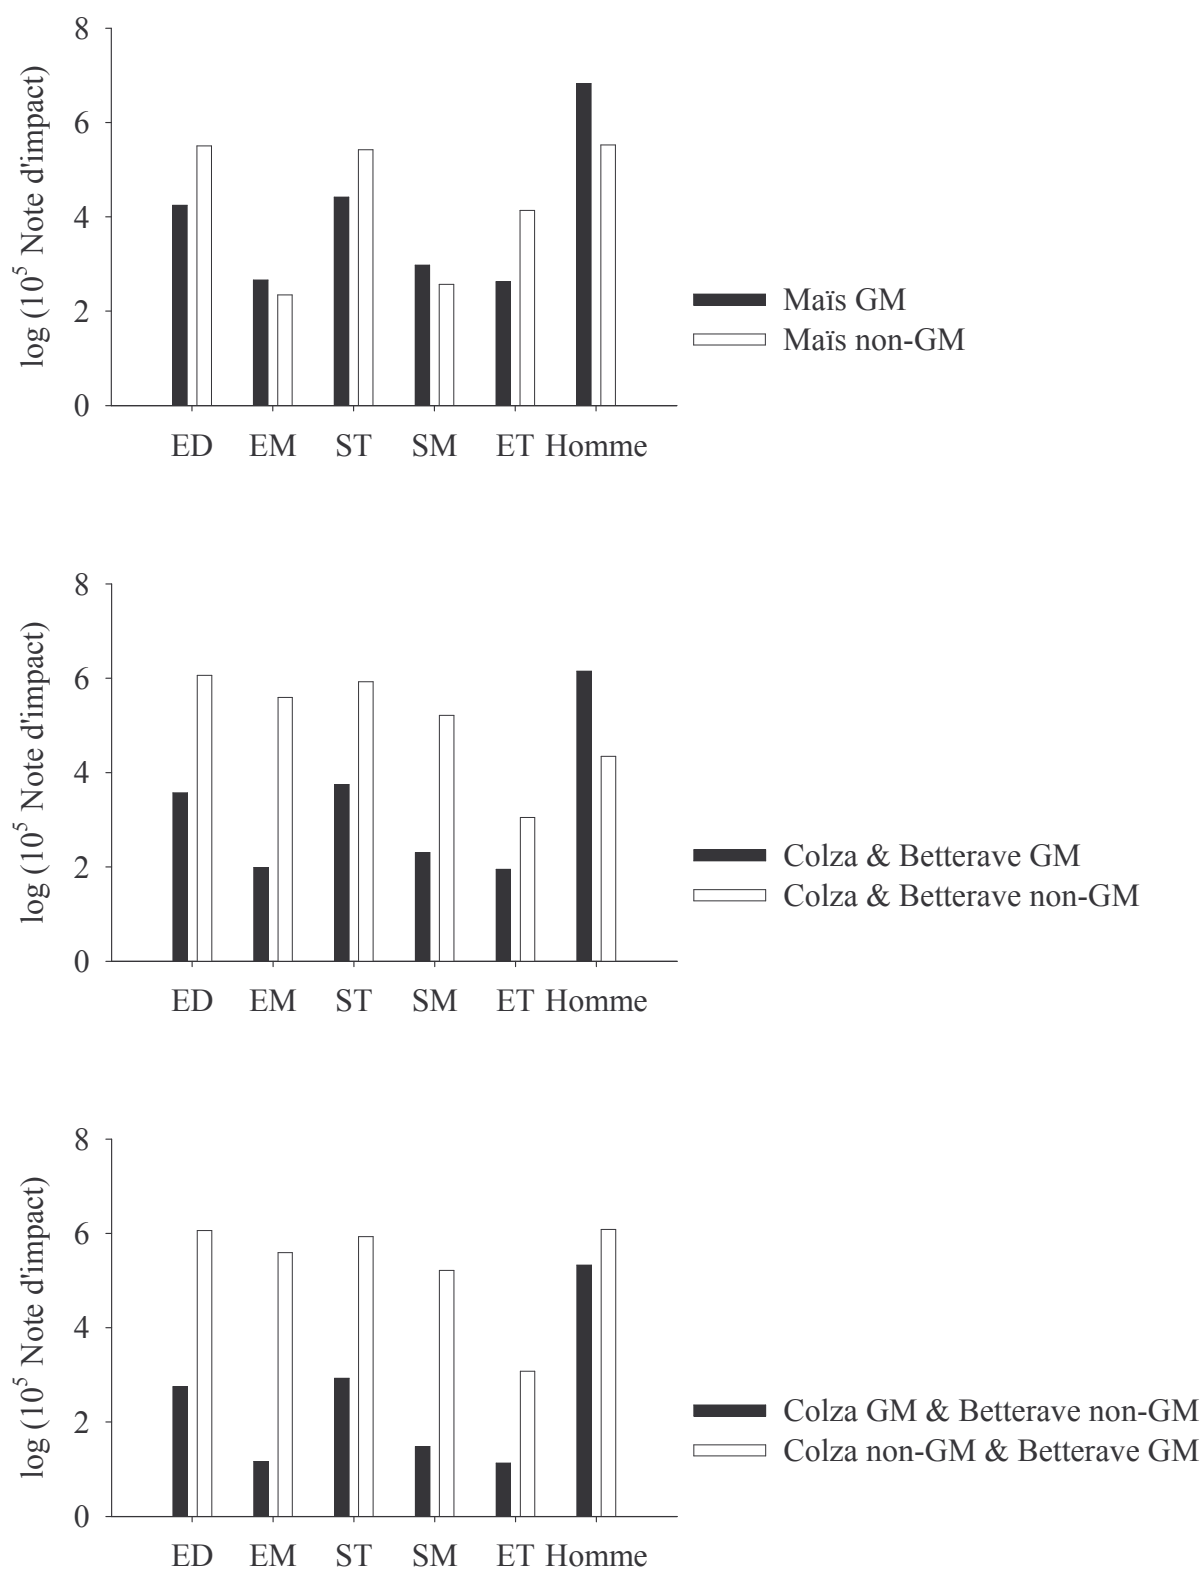 8
6
4
2
0
log (10⁵ Note d'impact)
ED EM ST SM ET Homme
Maïs GM
Maïs non-GM
8
6
4
2
0
log (10⁵ Note d'impact)
ED EM ST SM ET Homme
Colza & Betterave GM
Colza & Betterave non-GM
8
6
4
2
0
log (10⁵ Note d'impact)
ED EM ST SM ET Homme
Colza GM & Betterave non-GM
Colza non-GM & Betterave GM